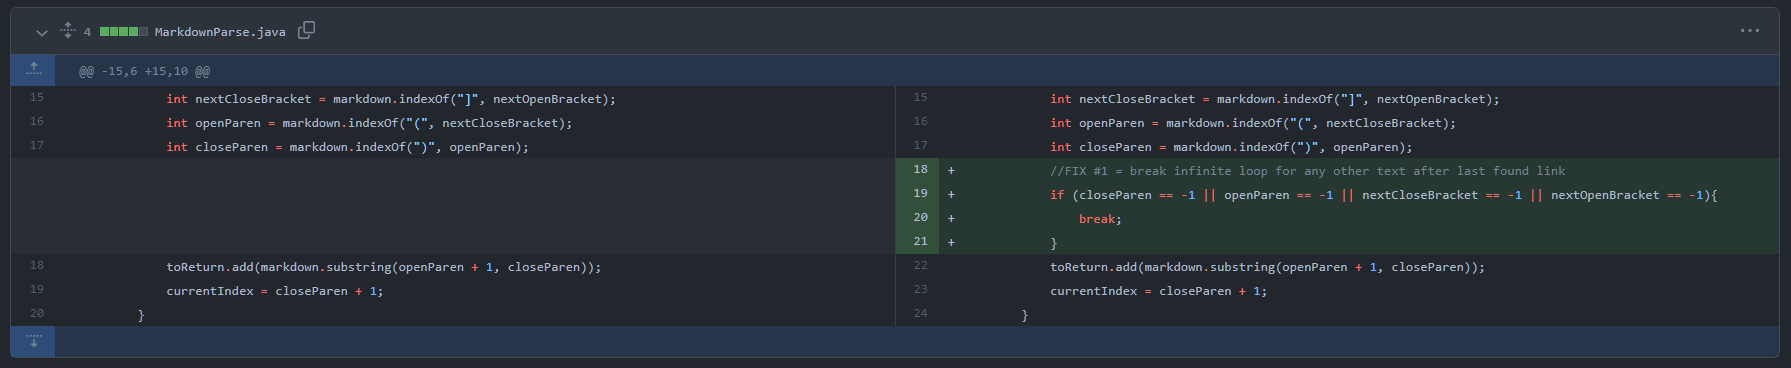 4 MarkdownParse.java
@@ -15,6 +15,10 @@
15 int nextCloseBracket = markdown.indexOf("]", nextOpenBracket);
16 int openParen = markdown.indexOf("(", nextCloseBracket);
17 int closeParen = markdown.indexOf(")", openParen);
18 toReturn.add(markdown.substring(openParen + 1, closeParen));
19 currentIndex = closeParen + 1;
20 }
15 int nextCloseBracket = markdown.indexOf("]", nextOpenBracket);
16 int openParen = markdown.indexOf("(", nextCloseBracket);
17 int closeParen = markdown.indexOf(")", openParen);
18 + //FIX #1 = break infinite loop for any other text after last found link
19 + if (closeParen == -1 || openParen == -1 || nextCloseBracket == -1 || nextOpenBracket == -1){
20 + break;
21 + }
22 toReturn.add(markdown.substring(openParen + 1, closeParen));
23 currentIndex = closeParen + 1;
24 }